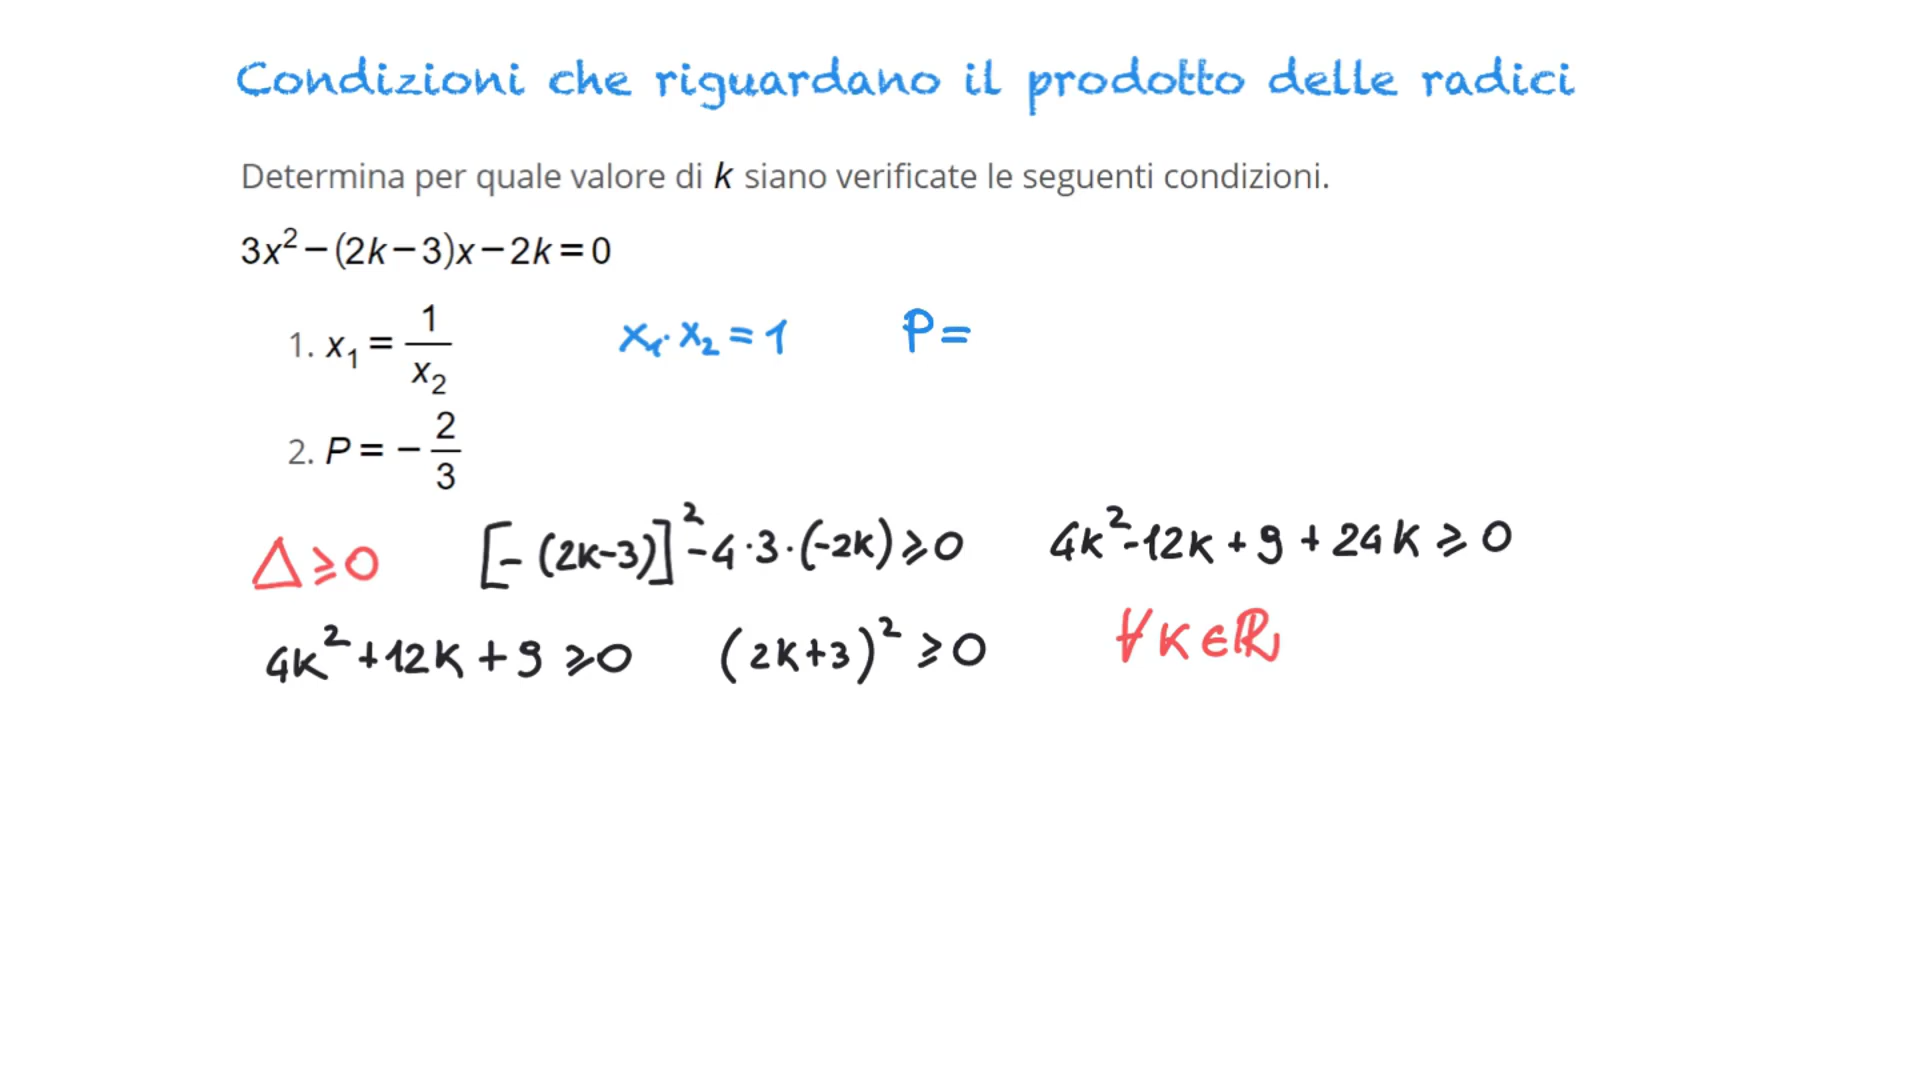 Condizioni che riguardano il prodotto delle radici
Determina per quale valore di k siano verificate le seguenti condizioni.
3x² − (2k − 3)x − 2k = 0
1. x₁ = 1/x₂ x₁·x₂ = 1 P =
2. P = − 2/3
Δ ⩾ 0 [−(2k−3)]² −4·3·(−2k) ⩾ 0 4k²−12k + 9 + 24k ⩾ 0
4k² +12k + 9 ⩾ 0 (2k+3)² ⩾ 0 ∀k∈ℝ